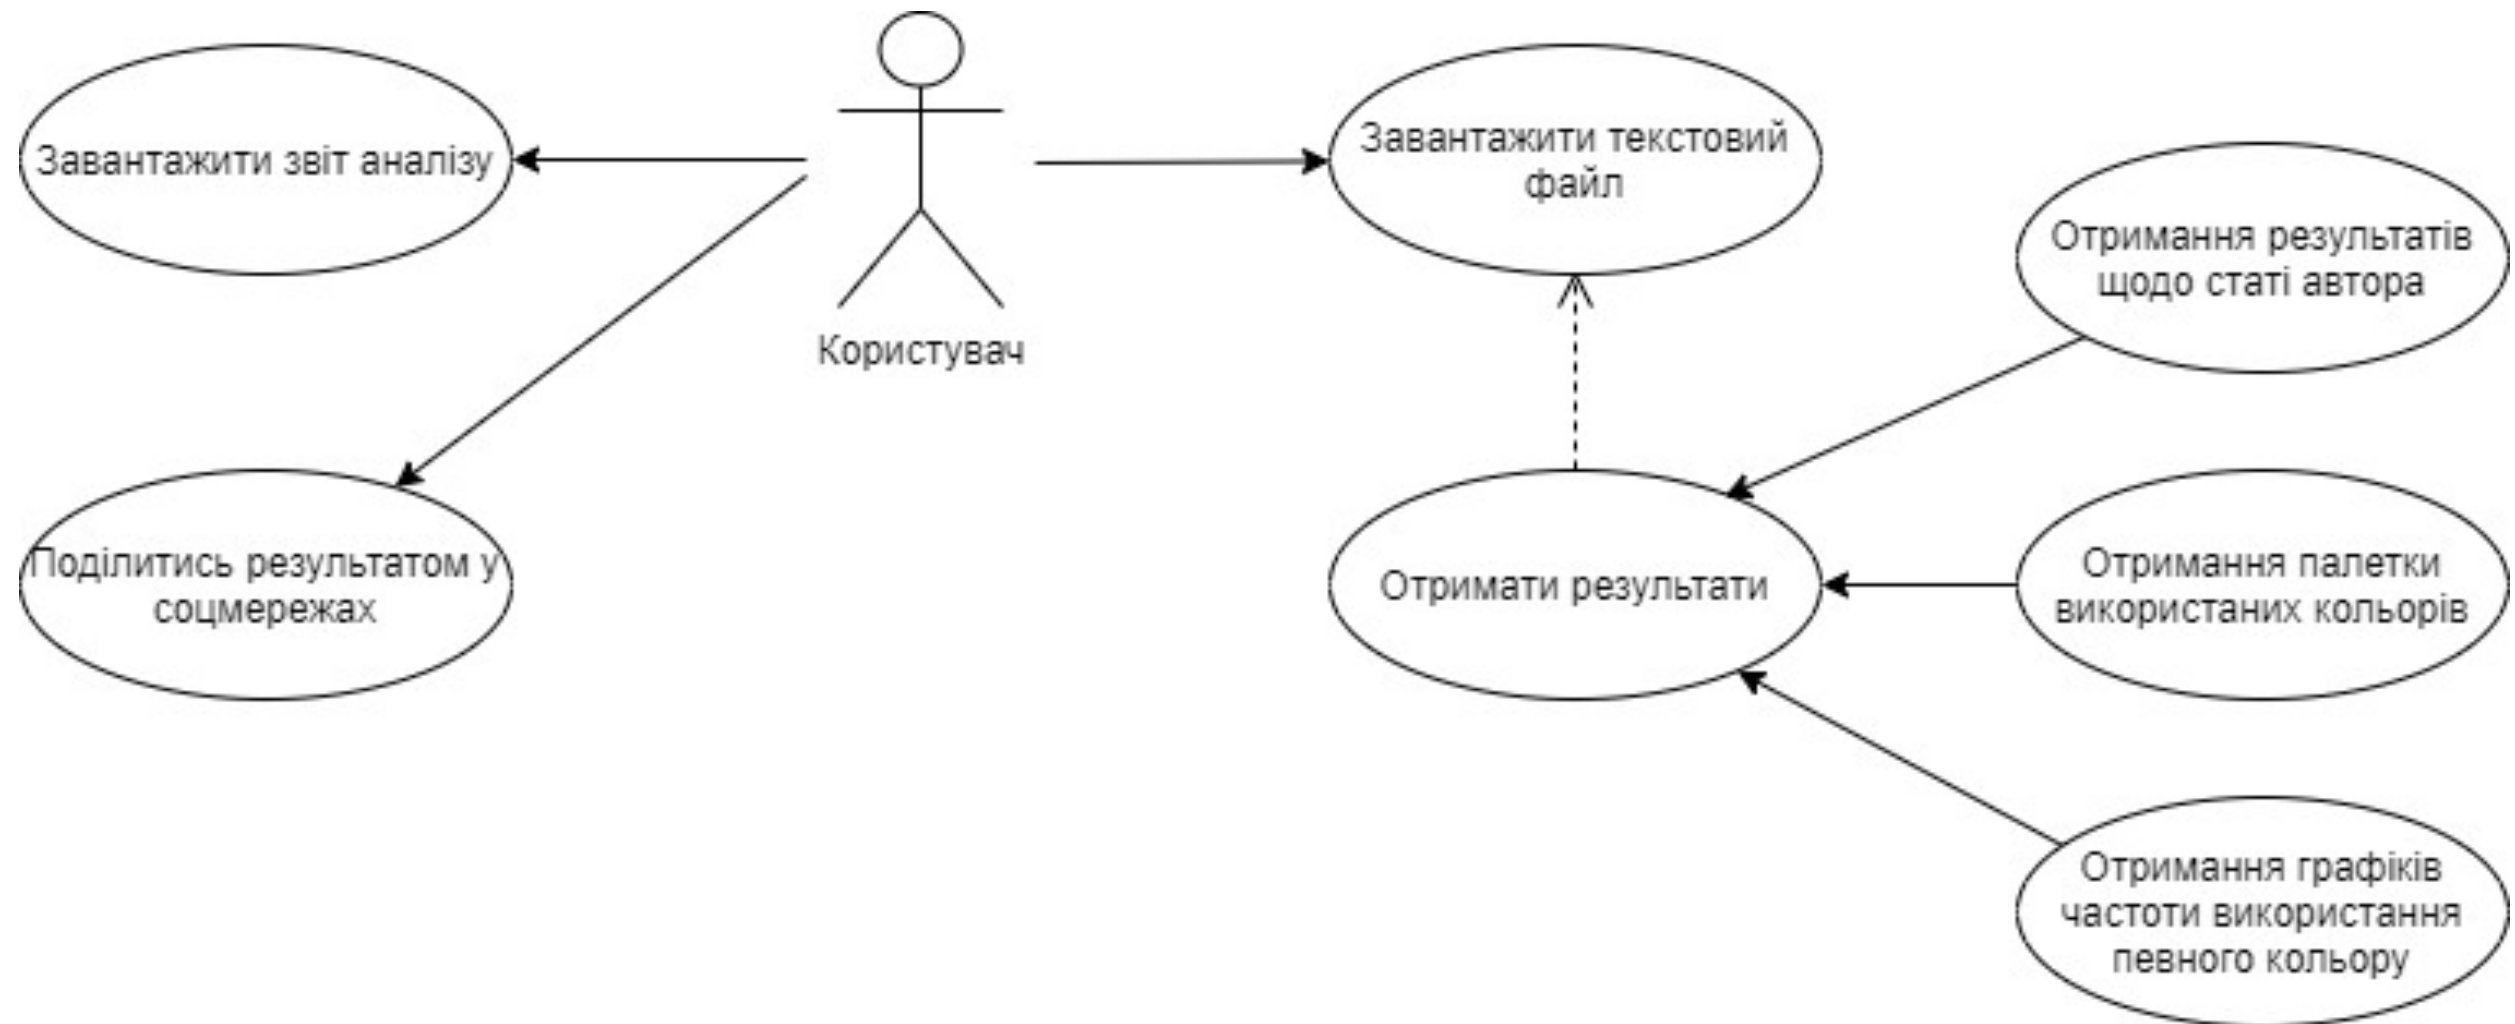 Завантажити звіт аналізу
Користувач
Завантажити текстовий
файл
Отримання результатів
щодо статі автора
Поділитись результатом у
соцмережах
Отримати результати
Отримання палетки
використаних кольорів
Отримання графіків
частоти використання
певного кольору